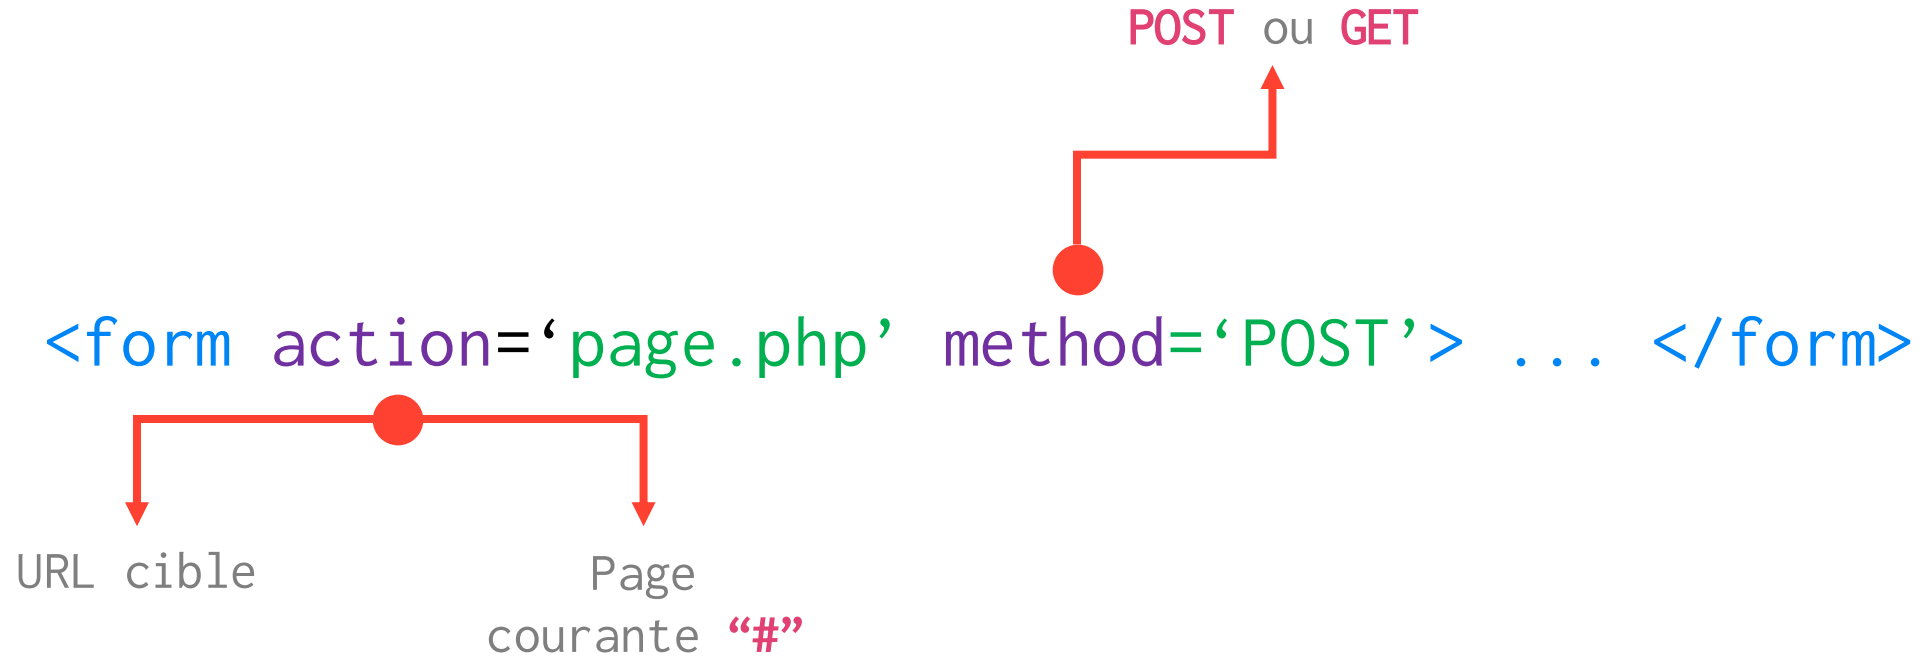 POST ou GET
<form action=‘page.php’ method=‘POST’> ... </form>
URL cible
Page
courante “#”